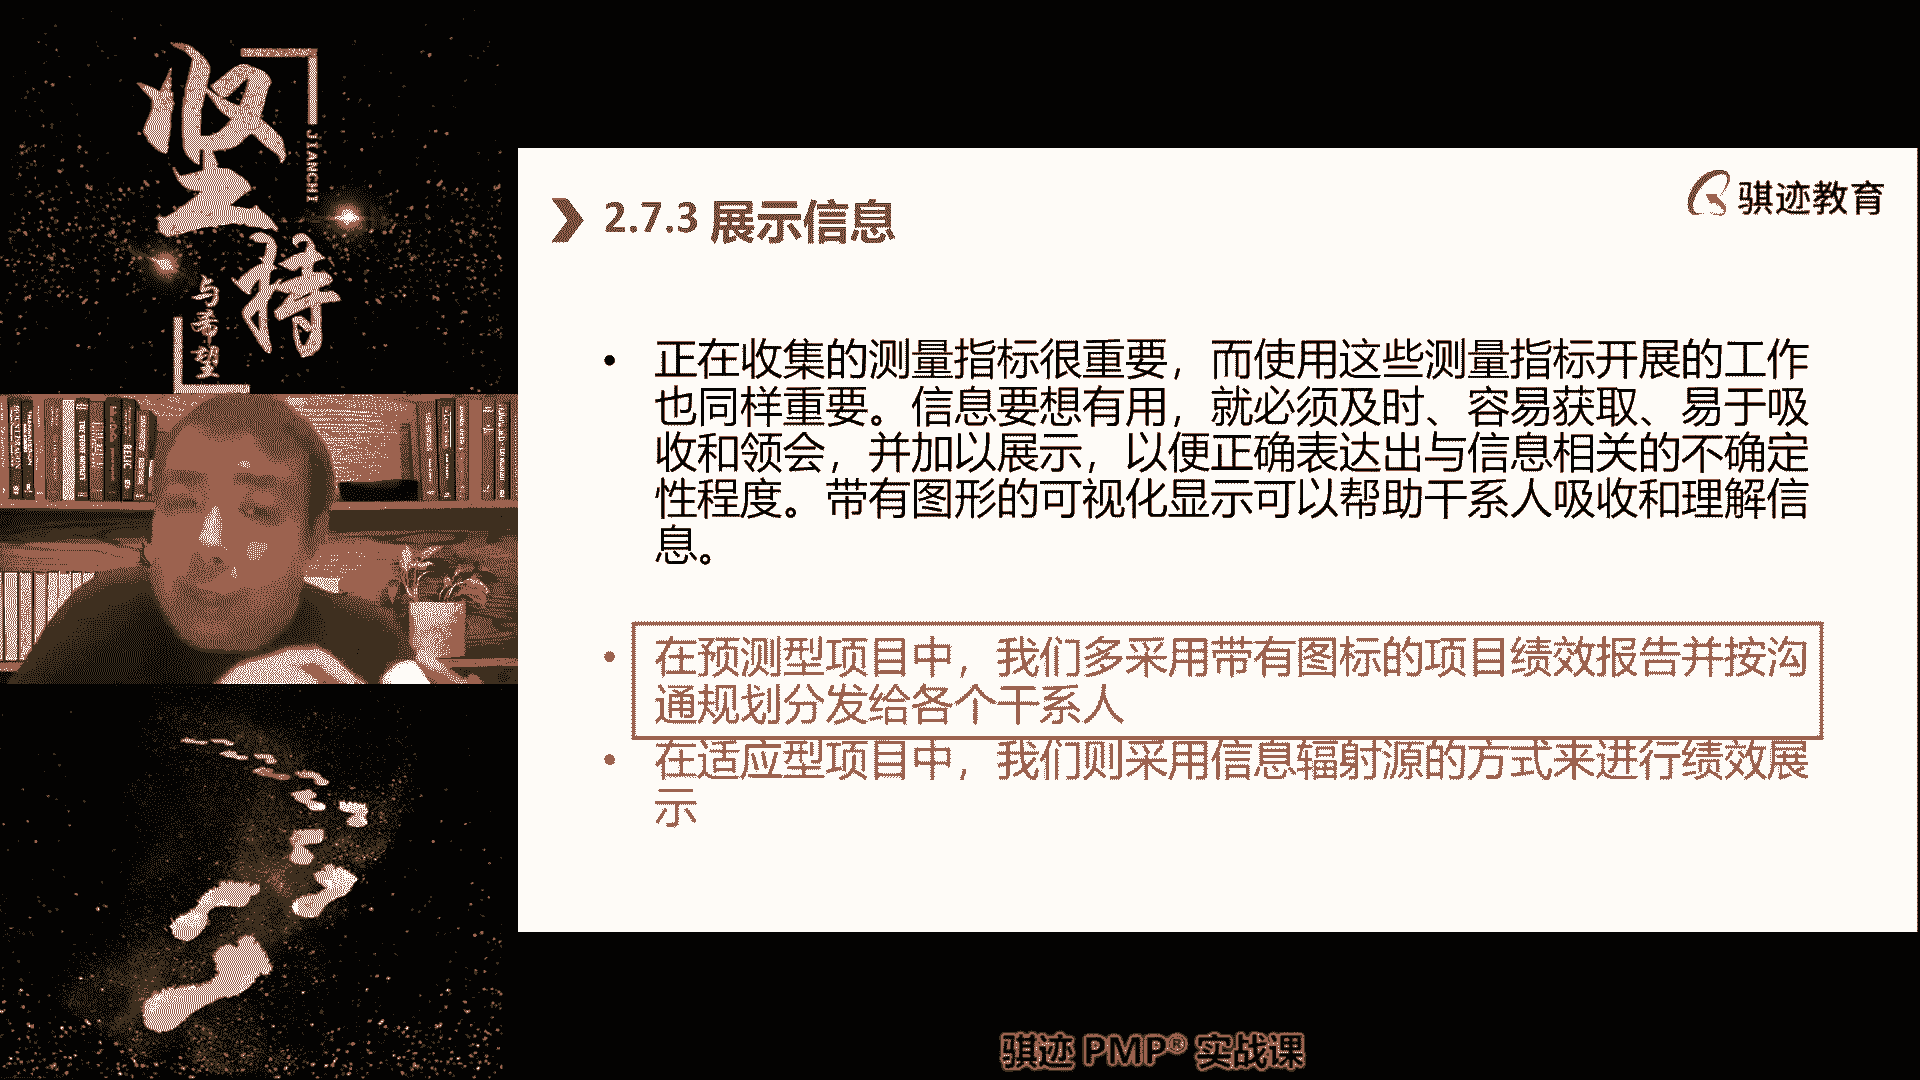 坚持
JIANCHI
与希望
骐迹教育
2.7.3 展示信息
• 正在收集的测量指标很重要，而使用这些测量指标开展的工作
也同样重要。信息要想有用，就必须及时、容易获取、易于吸
收和领会，并加以展示，以便正确表达出与信息相关的不确定
性程度。带有图形的可视化显示可以帮助干系人吸收和理解信
息。
• 在预测型项目中，我们多采用带有图标的项目绩效报告并按沟
通规划分发给各个干系人
• 在适应型项目中，我们则采用信息辐射源的方式来进行绩效展
示
骐迹 PMP® 实战课